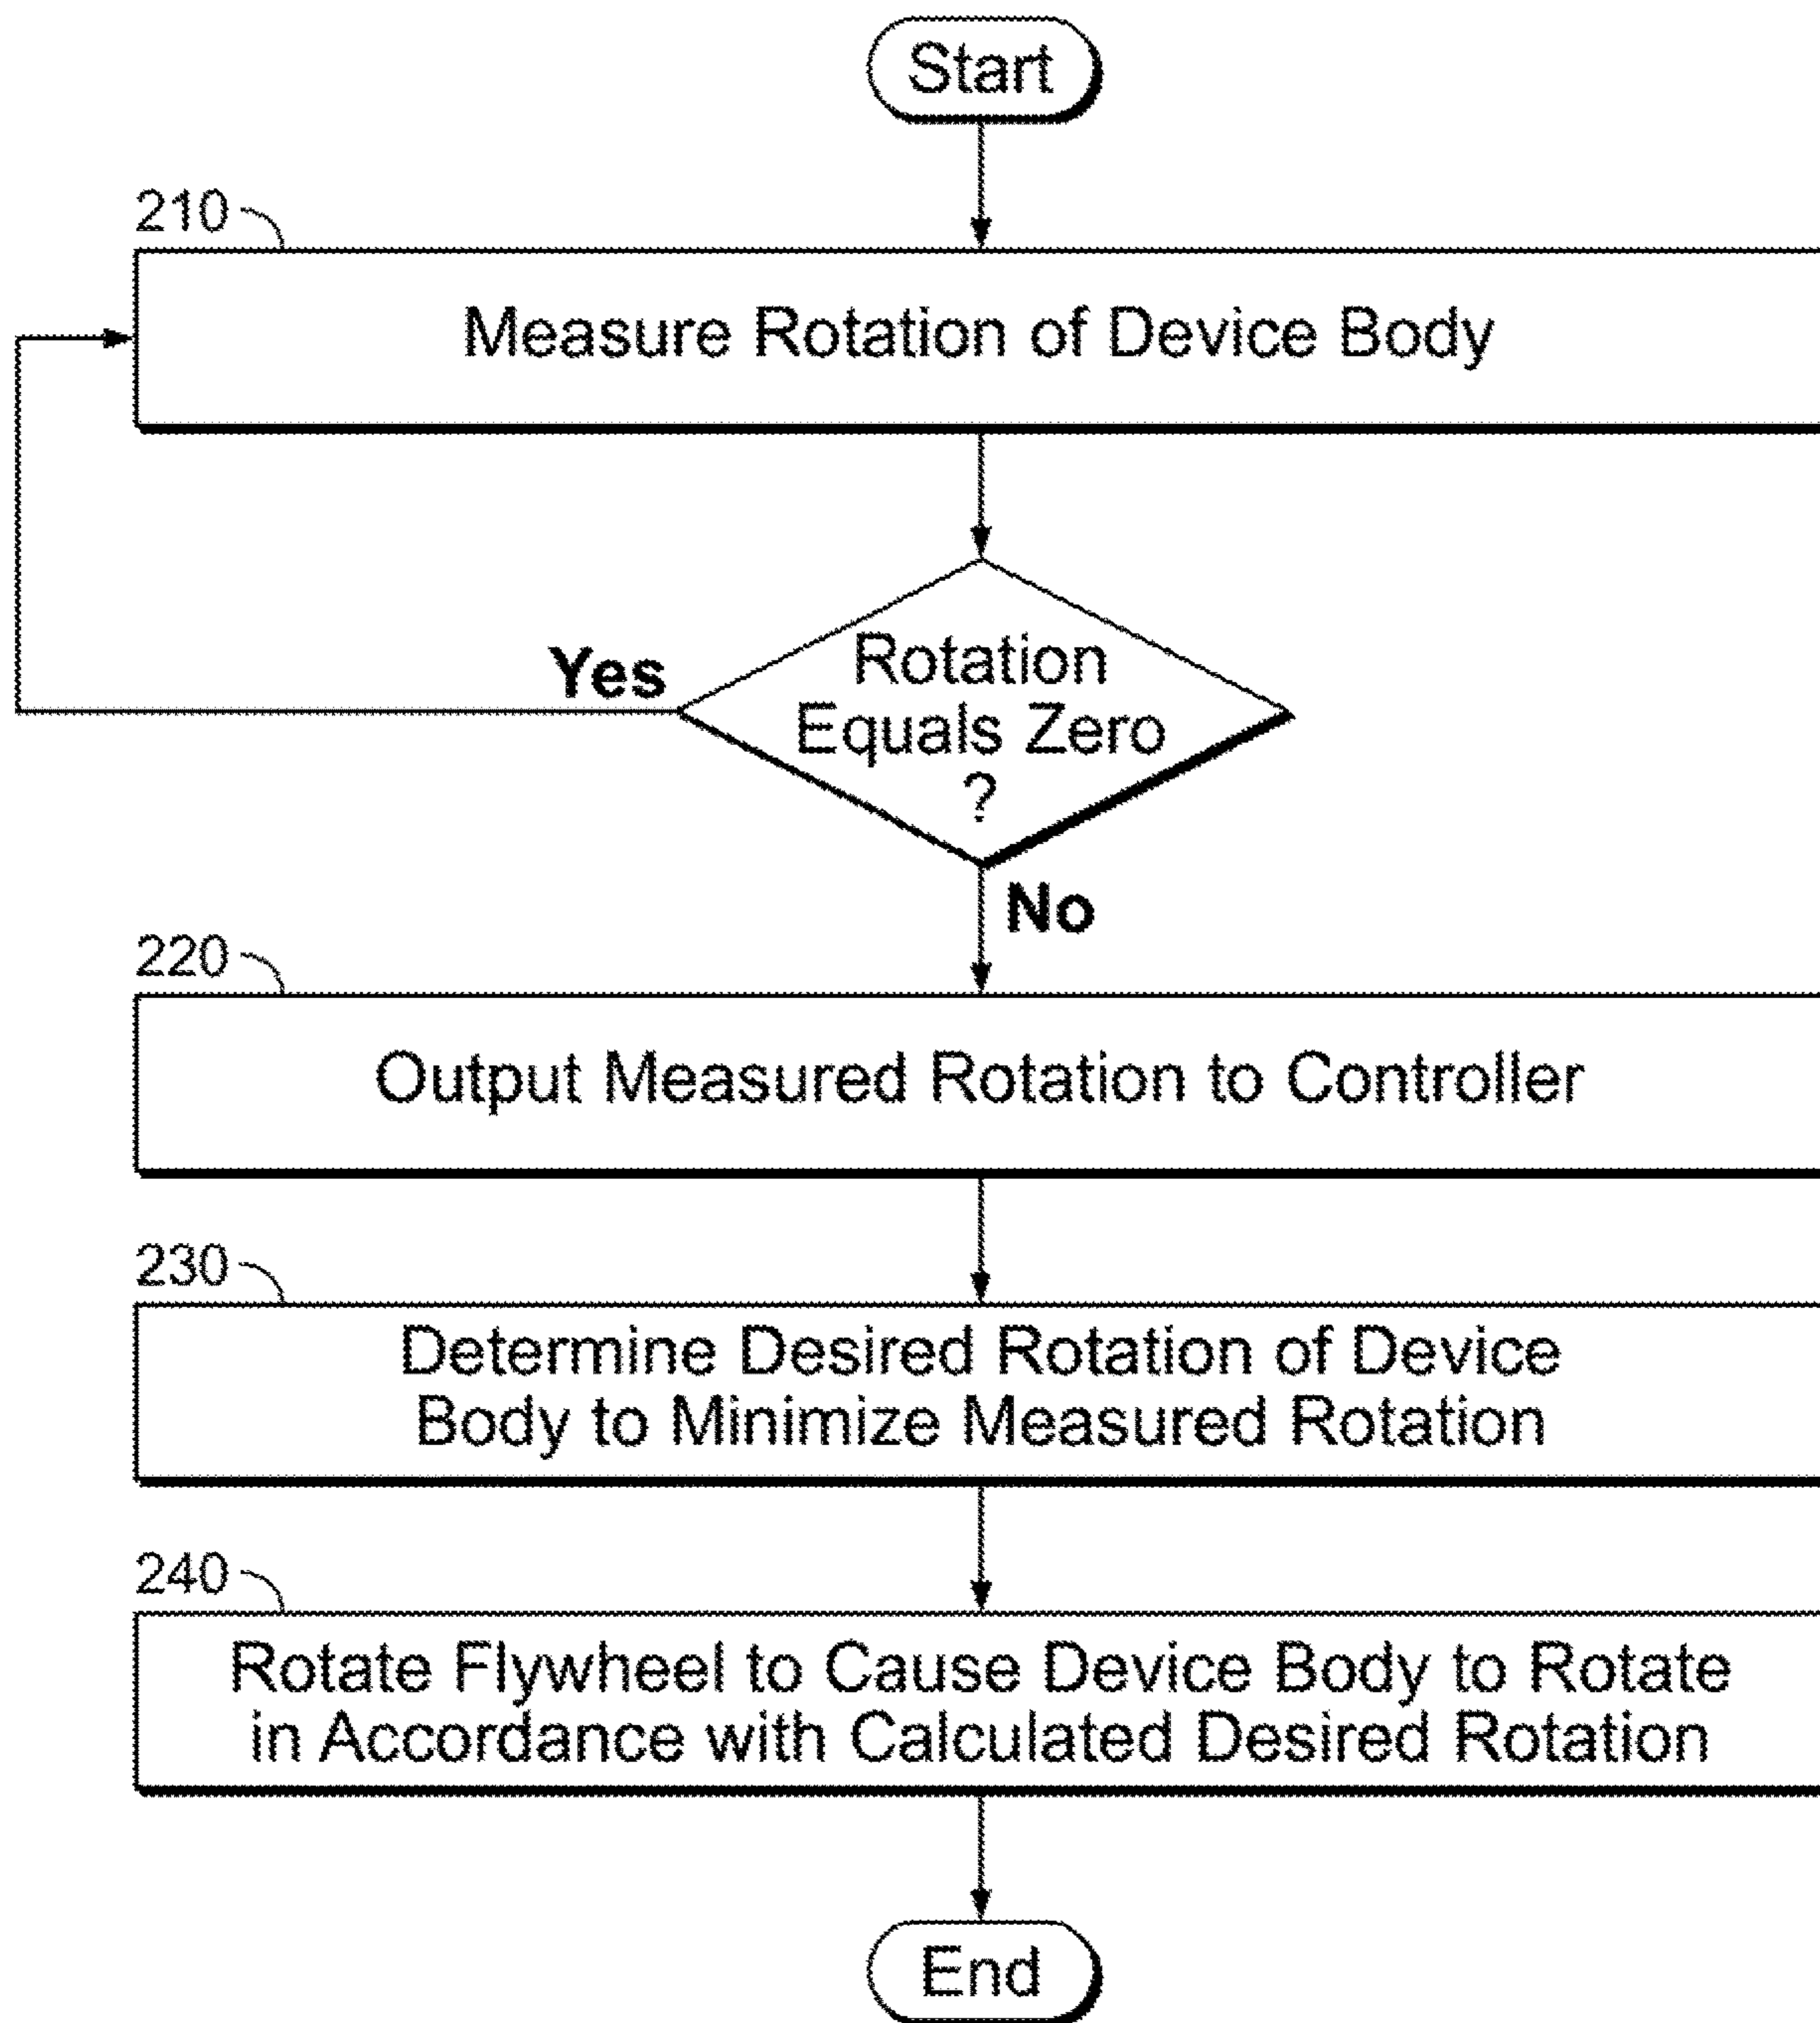 Start
210
Measure Rotation of Device Body
Rotation
Equals Zero
?
Yes
No
220
Output Measured Rotation to Controller
230
Determine Desired Rotation of Device
Body to Minimize Measured Rotation
240
Rotate Flywheel to Cause Device Body to Rotate
in Accordance with Calculated Desired Rotation
End